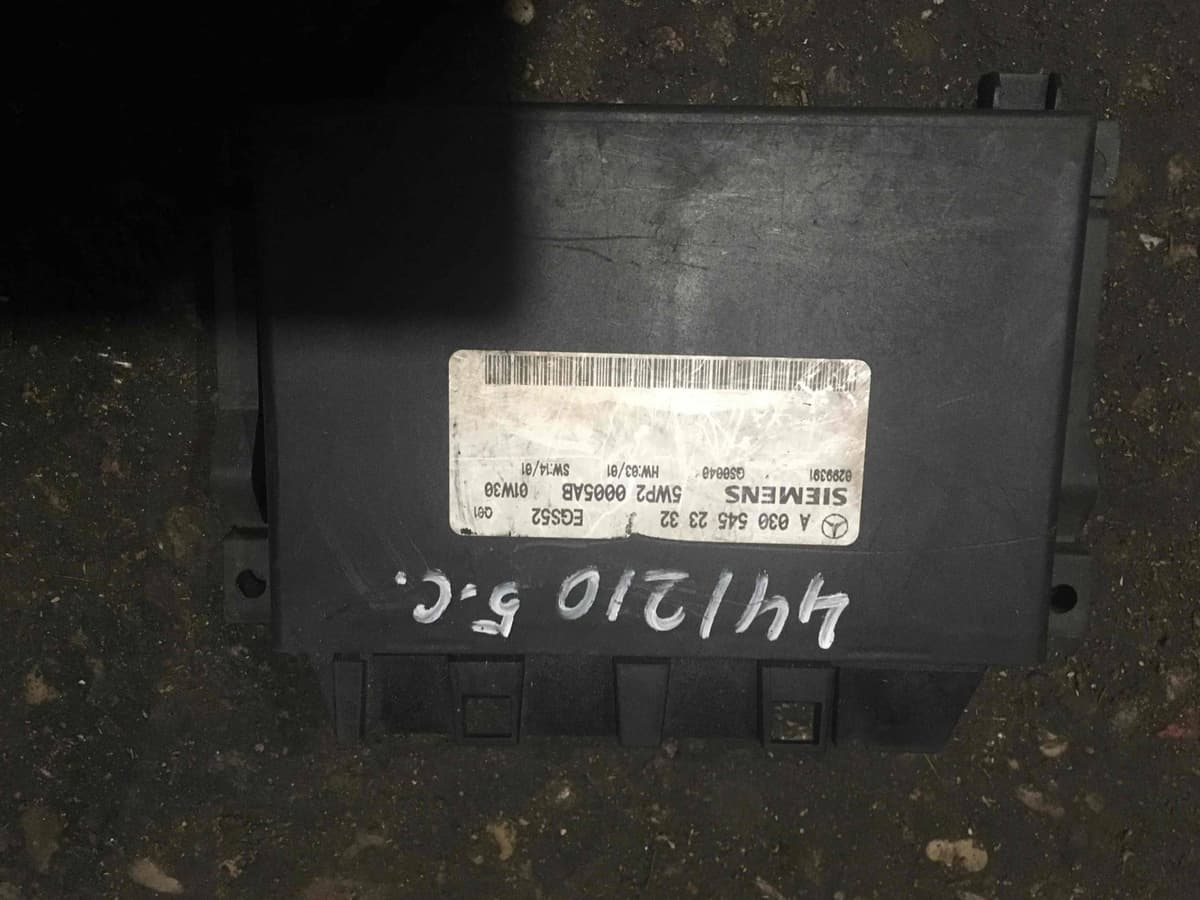 44/210 5.C.
A 030 545 23 32 EGS52 Q01
SIEMENS 5WP2 0005AB 01W30
0299391 GS0040 HW:03/01 SW:14/01